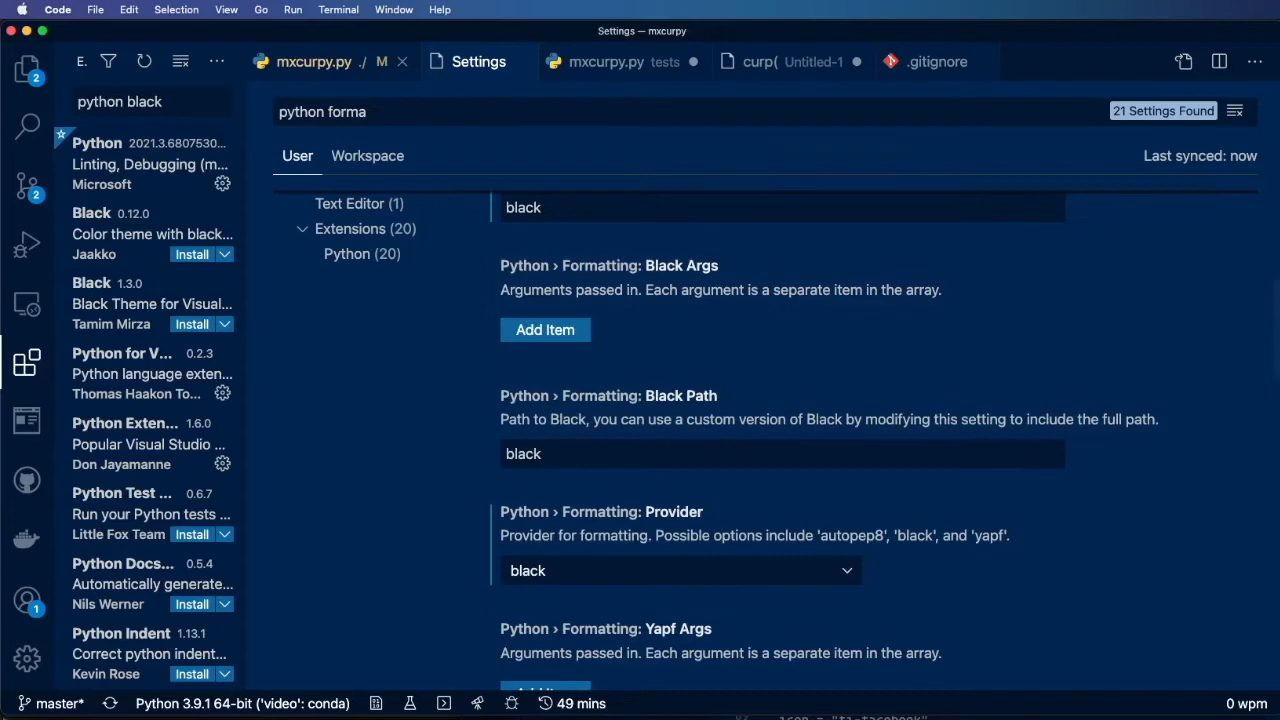 Code File Edit Selection View Go Run Terminal Window Help
Settings — mxcurpy
E.
mxcurpy.py ./ M
Settings
mxcurpy.py tests
curp( Untitled-1
.gitignore
2
python black
python forma
21 Settings Found
User
Workspace
Last synced: now
Python 2021.3.6807530...
Linting, Debugging (m...
Microsoft
Black 0.12.0
Color theme with black...
Jaakko Install
Black 1.3.0
Black Theme for Visual...
Tamim Mirza Install
Python for V... 0.2.3
Python language exten...
Thomas Haakon To...
Python Exten... 1.6.0
Popular Visual Studio ...
Don Jayamanne
Python Test ... 0.6.7
Run your Python tests ...
Little Fox Team Install
Python Docs... 0.5.4
Automatically generate...
Nils Werner Install
Python Indent 1.13.1
Correct python indent...
Kevin Rose Install
2
1
Text Editor (1)
Extensions (20)
Python (20)
black
Python › Formatting: Black Args
Arguments passed in. Each argument is a separate item in the array.
Add Item
Python › Formatting: Black Path
Path to Black, you can use a custom version of Black by modifying this setting to include the full path.
black
Python › Formatting: Provider
Provider for formatting. Possible options include 'autopep8', 'black', and 'yapf'.
black
Python › Formatting: Yapf Args
Arguments passed in. Each argument is a separate item in the array.
master* Python 3.9.1 64-bit ('video': conda) 49 mins 0 wpm